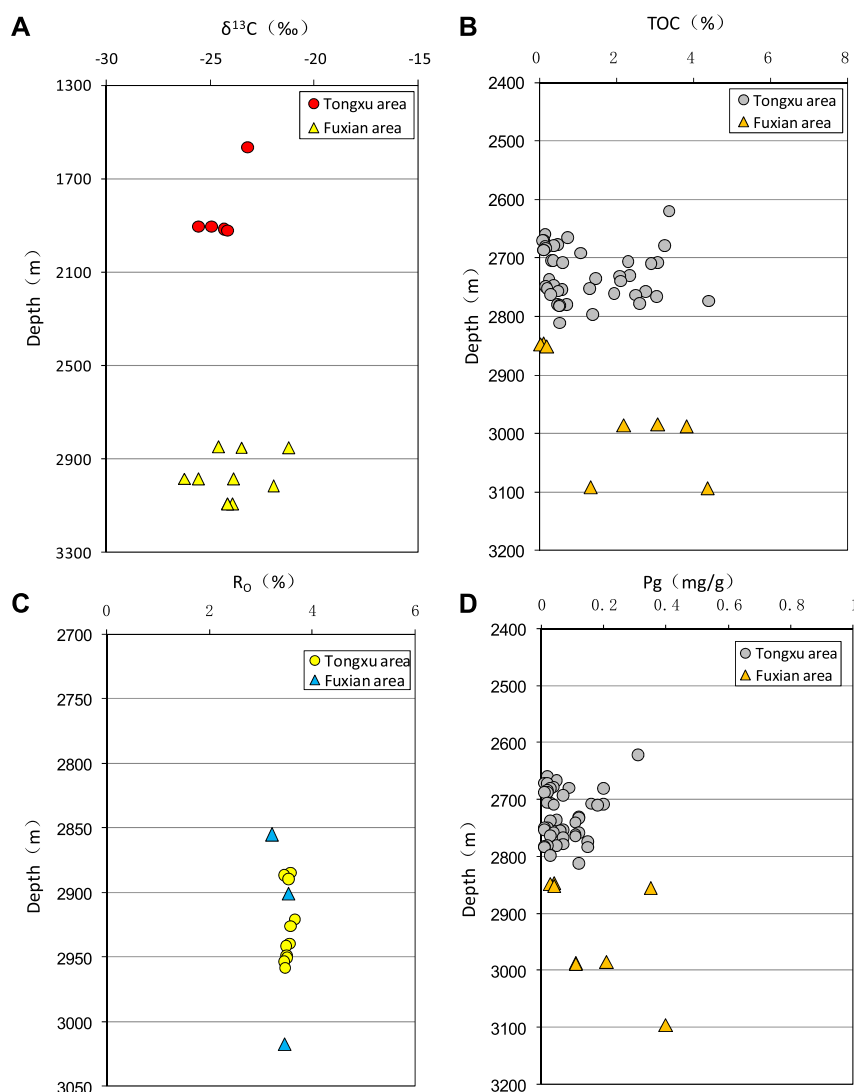 A
δ¹³C（‰）
-30 -25 -20 -15
1300
1700
2100
2500
2900
3300
Depth（m）
Tongxu area
Fuxian area
B
TOC（%）
0 2 4 6 8
2400
2500
2600
2700
2800
2900
3000
3100
3200
Depth（m）
Tongxu area
Fuxian area
C
R₀（%）
0 2 4 6
2700
2750
2800
2850
2900
2950
3000
3050
Depth（m）
Tongxu area
Fuxian area
D
Pg（mg/g）
0 0.2 0.4 0.6 0.8 1
2400
2500
2600
2700
2800
2900
3000
3100
3200
Depth（m）
Tongxu area
Fuxian area